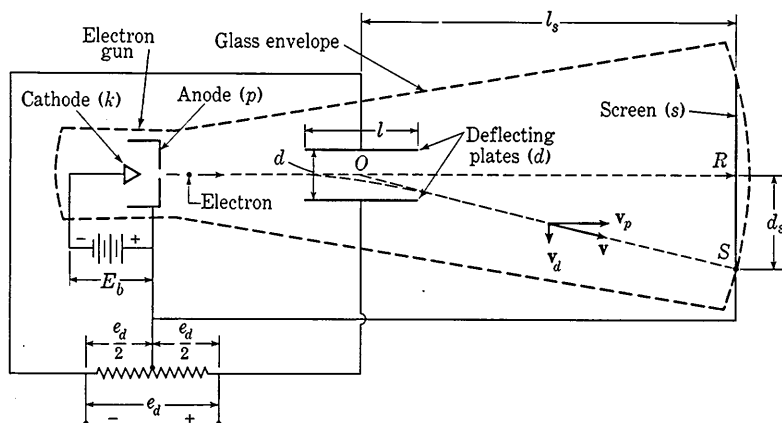 l_s
Electron
gun
Glass envelope
Cathode (k)
Anode (p)
Screen (s)
l
Deflecting
plates (d)
d
O
R
Electron
v_p
d_s
v
v_d
S
- +
E_b
e_d/2 e_d/2
e_d
- +